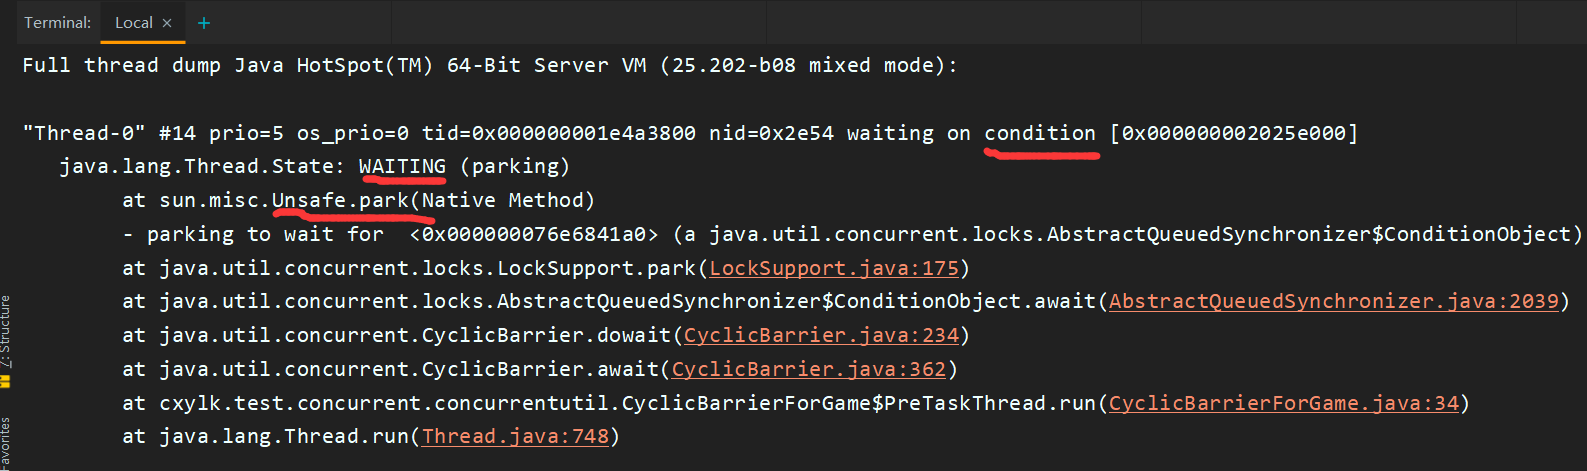 Terminal: Local × +
Full thread dump Java HotSpot(TM) 64-Bit Server VM (25.202-b08 mixed mode):
"Thread-0" #14 prio=5 os_prio=0 tid=0x000000001e4a3800 nid=0x2e54 waiting on condition [0x000000002025e000]
java.lang.Thread.State: WAITING (parking)
at sun.misc.Unsafe.park(Native Method)
- parking to wait for  <0x000000076e6841a0> (a java.util.concurrent.locks.AbstractQueuedSynchronizer$ConditionObject)
at java.util.concurrent.locks.LockSupport.park(LockSupport.java:175)
at java.util.concurrent.locks.AbstractQueuedSynchronizer$ConditionObject.await(AbstractQueuedSynchronizer.java:2039)
at java.util.concurrent.CyclicBarrier.dowait(CyclicBarrier.java:234)
at java.util.concurrent.CyclicBarrier.await(CyclicBarrier.java:362)
at cxylk.test.concurrent.concurrentutil.CyclicBarrierForGame$PreTaskThread.run(CyclicBarrierForGame.java:34)
at java.lang.Thread.run(Thread.java:748)
7: Structure
Favorites